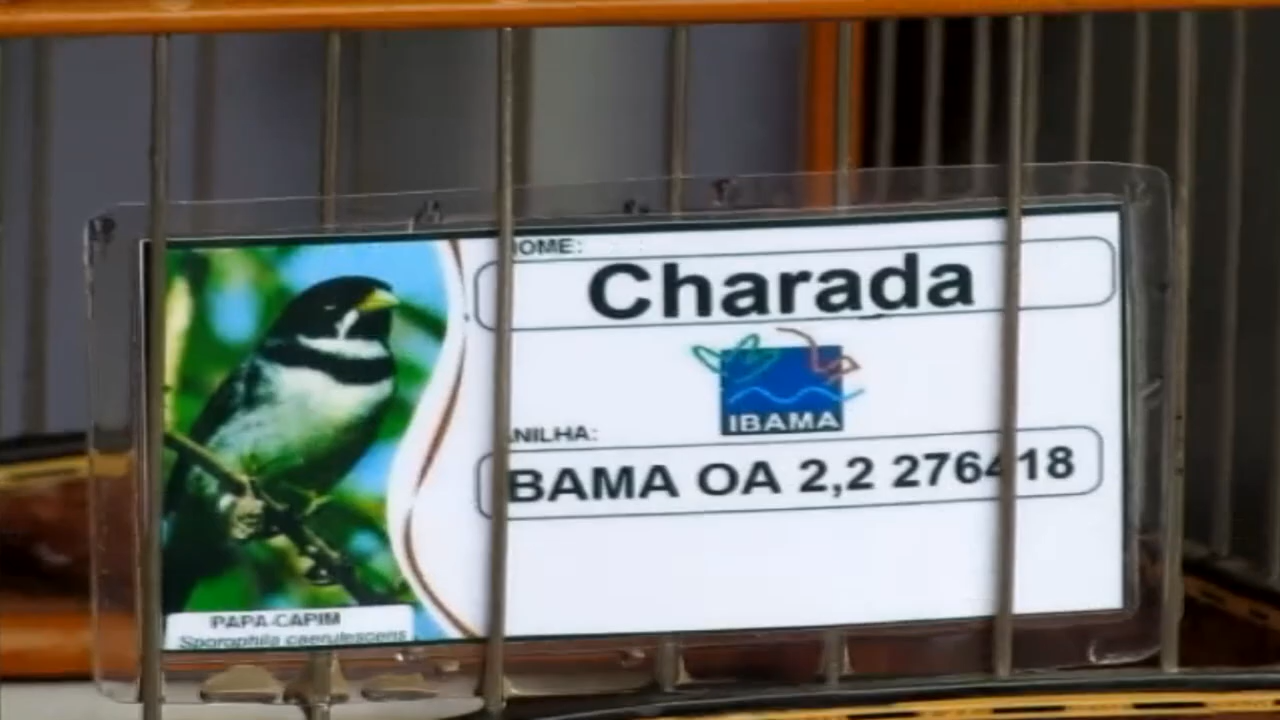 NOME:
Charada
IBAMA
ANILHA:
IBAMA OA 2,2 276418
PAPA-CAPIM
Sporophila caerulescens